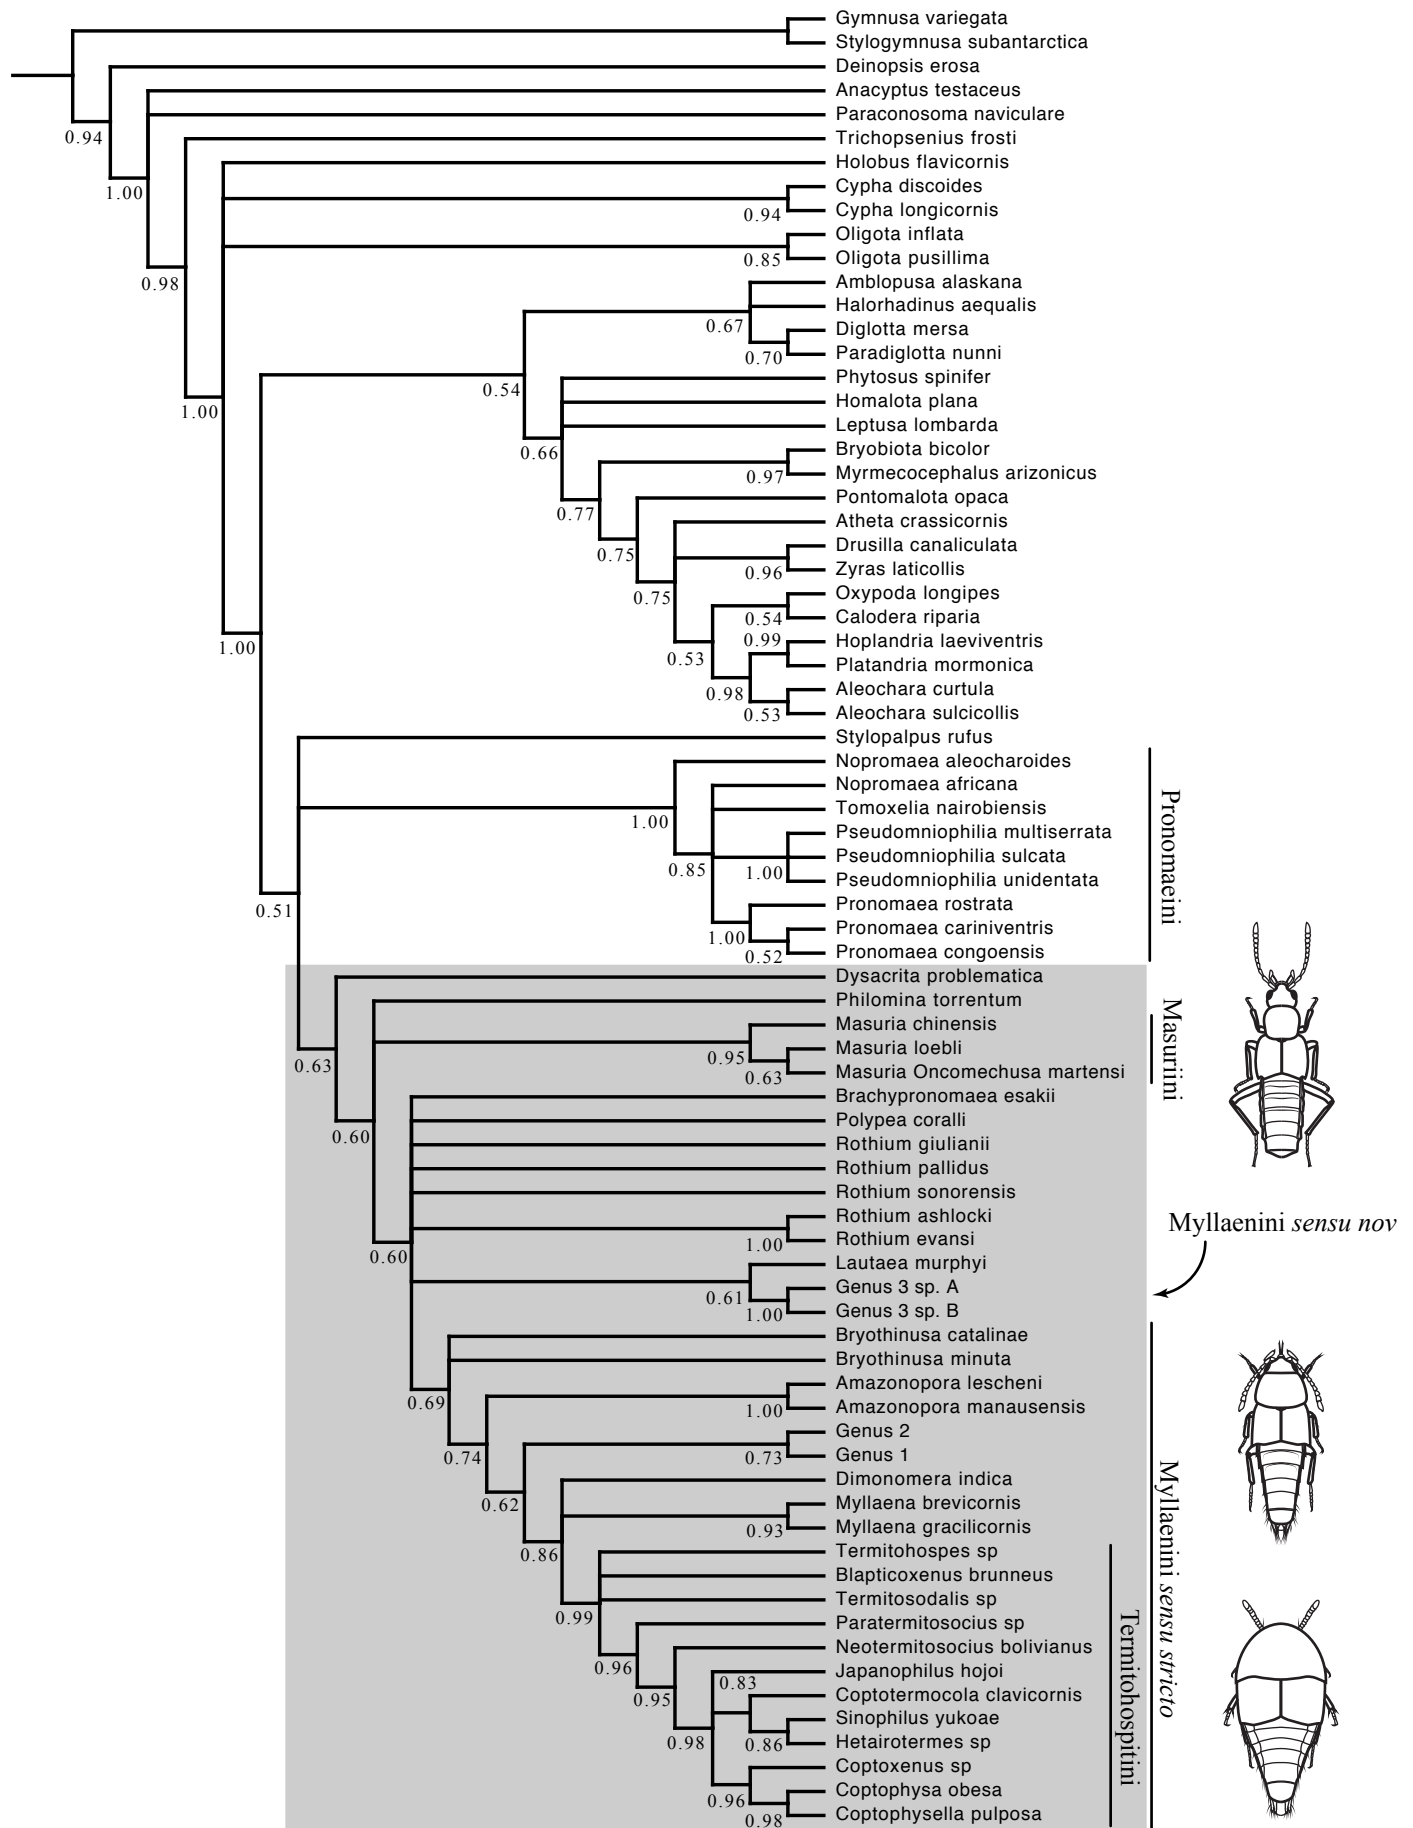 Gymnusa variegata
Stylogymnusa subantarctica
Deinopsis erosa
Anacyptus testaceus
Paraconosoma naviculare
0.94
Trichopsenius frosti
Holobus flavicornis
Cypha discoides
1.00
Cypha longicornis
0.94
Oligota inflata
Oligota pusillima
0.85
Amblopusa alaskana
0.98
Halorhadinus aequalis
0.67
Diglotta mersa
Paradiglotta nunni
0.70
Phytosus spinifer
0.54
Homalota plana
1.00
Leptusa lombarda
Bryobiota bicolor
0.66
Myrmecocephalus arizonicus
0.97
Pontomalota opaca
0.77
Atheta crassicornis
Drusilla canaliculata
0.75
Zyras laticollis
0.96
Oxypoda longipes
0.75
Calodera riparia
0.54
Hoplandria laeviventris
0.99
1.00
Platandria mormonica
0.53
Aleochara curtula
0.98
Aleochara sulcicollis
0.53
Stylopalpus rufus
Nopromaea aleocharoides
Nopromaea africana
Tomoxelia nairobiensis
1.00
Pseudomniophilia multiserrata
Pseudomniophilia sulcata
0.85
1.00
Pseudomniophilia unidentata
Pronomaea rostrata
0.51
Pronomaea cariniventris
1.00
Pronomaea congoensis
0.52
Pronomaeini
Dysacrita problematica
Philomina torrentum
Masuria chinensis
Masuria loebli
0.95
0.63
Masuria Oncomechusa martensi
0.63
Masuriini
Brachypronomaea esakii
Polypea coralli
0.60
Rothium giulianii
Rothium pallidus
Rothium sonorensis
Rothium ashlocki
Rothium evansi
1.00
0.60
Myllaenini sensu nov
Lautaea murphyi
Genus 3 sp. A
0.61
Genus 3 sp. B
1.00
Bryothinusa catalinae
Bryothinusa minuta
Amazonopora lescheni
0.69
Amazonopora manausensis
1.00
Genus 2
Genus 1
0.74
0.73
Dimonomera indica
Myllaena brevicornis
0.62
Myllaena gracilicornis
0.93
Termitohospes sp
0.86
Blapticoxenus brunneus
Termitosodalis sp
0.99
Paratermitosocius sp
Neotermitosocius bolivianus
0.96
Japanophilus hojoi
0.83
Coptotermocola clavicornis
0.95
Sinophilus yukoae
Hetairotermes sp
0.98
0.86
Coptoxenus sp
Coptophysa obesa
0.96
Coptophysella pulposa
0.98
Termitohospitini
Myllaenini sensu stricto